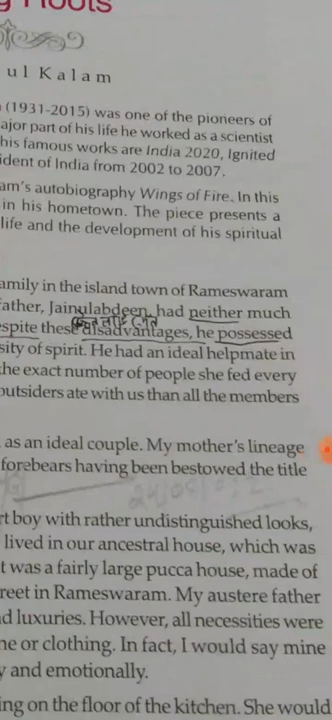 g Roots
ul Kalam
(1931-2015) was one of the pioneers of
ajor part of his life he worked as a scientist
his famous works are India 2020, Ignited
ident of India from 2002 to 2007.
am's autobiography Wings of Fire. In this
in his hometown. The piece presents a
life and the development of his spiritual
amily in the island town of Rameswaram
ather, Jainulabdeen, had neither much
espite these disadvantages, he possessed
sity of spirit. He had an ideal helpmate in
the exact number of people she fed every
outsiders ate with us than all the members
as an ideal couple. My mother's lineage
forebears having been bestowed the title
rt boy with rather undistinguished looks,
lived in our ancestral house, which was
t was a fairly large pucca house, made of
reet in Rameswaram. My austere father
nd luxuries. However, all necessities were
ne or clothing. In fact, I would say mine
y and emotionally.
ing on the floor of the kitchen. She would